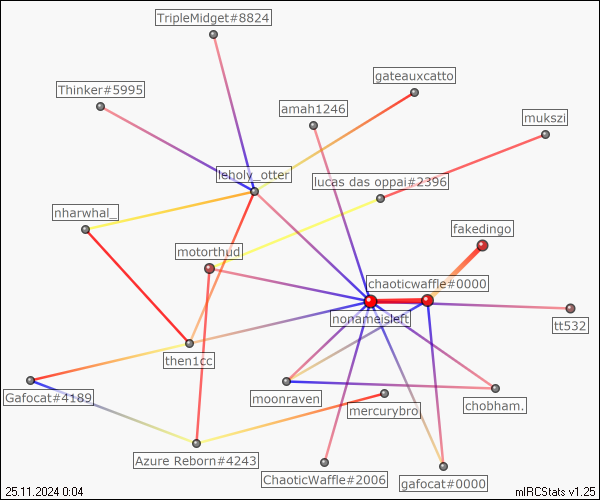 TripleMidget#8824
gateauxcatto
Thinker#5995
amah1246
mukszi
leholy_otter
lucas das oppai#2396
nharwhal_
fakedingo
motorthud
chaoticwaffle#0000
nonameisleft
tt532
then1cc
Gafocat#4189
moonraven
mercurybro
chobham.
Azure Reborn#4243
ChaoticWaffle#2006
gafocat#0000
25.11.2024 0:04
mIRCStats v1.25